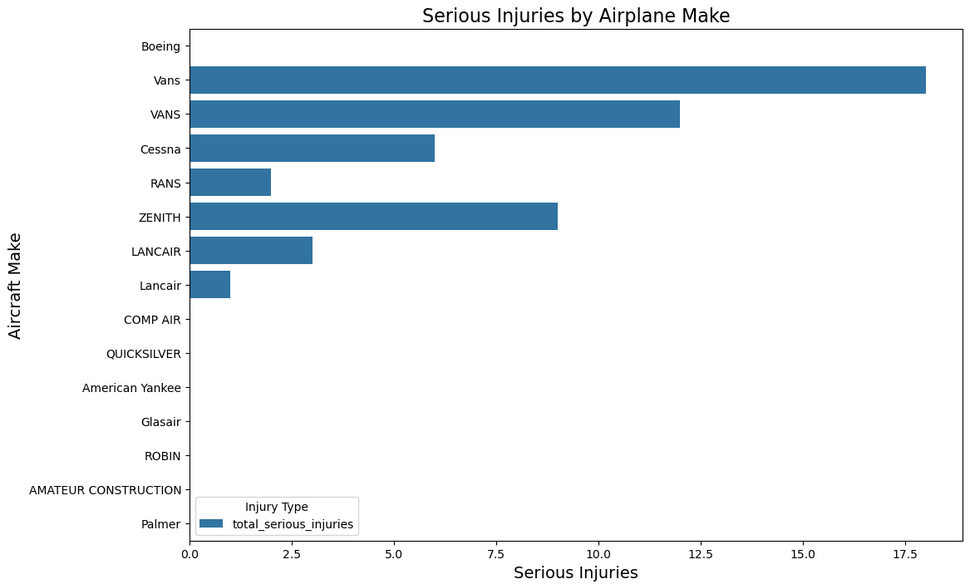 Serious Injuries by Airplane Make
Aircraft Make
Boeing
Vans
VANS
Cessna
RANS
ZENITH
LANCAIR
Lancair
COMP AIR
QUICKSILVER
American Yankee
Glasair
ROBIN
AMATEUR CONSTRUCTION
Palmer
Injury Type
total_serious_injuries
0.0 2.5 5.0 7.5 10.0 12.5 15.0 17.5
Serious Injuries